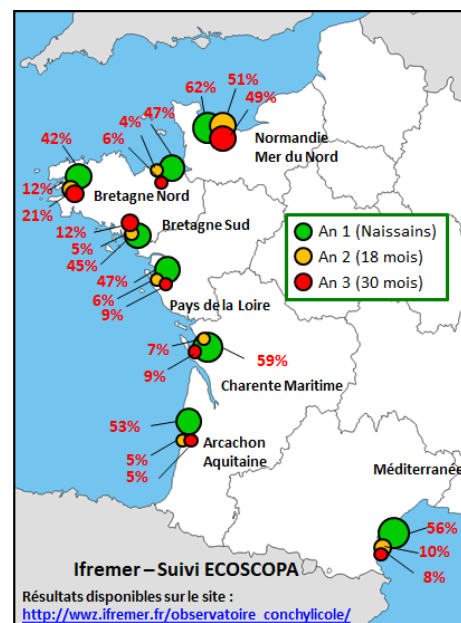 62%
51%
49%
47%
4%
6%
Normandie
Mer du Nord
42%
12%
21%
Bretagne Nord
Bretagne Sud
12%
5%
45%
An 1 (Naissains)
An 2 (18 mois)
An 3 (30 mois)
47%
6%
9%
Pays de la Loire
7%
9%
59%
Charente Maritime
53%
5%
5%
Arcachon
Aquitaine
Méditerranée
56%
10%
8%
Ifremer – Suivi ECOSCOPA
Résultats disponibles sur le site :
http://wwz.ifremer.fr/observatoire_conchylicole/